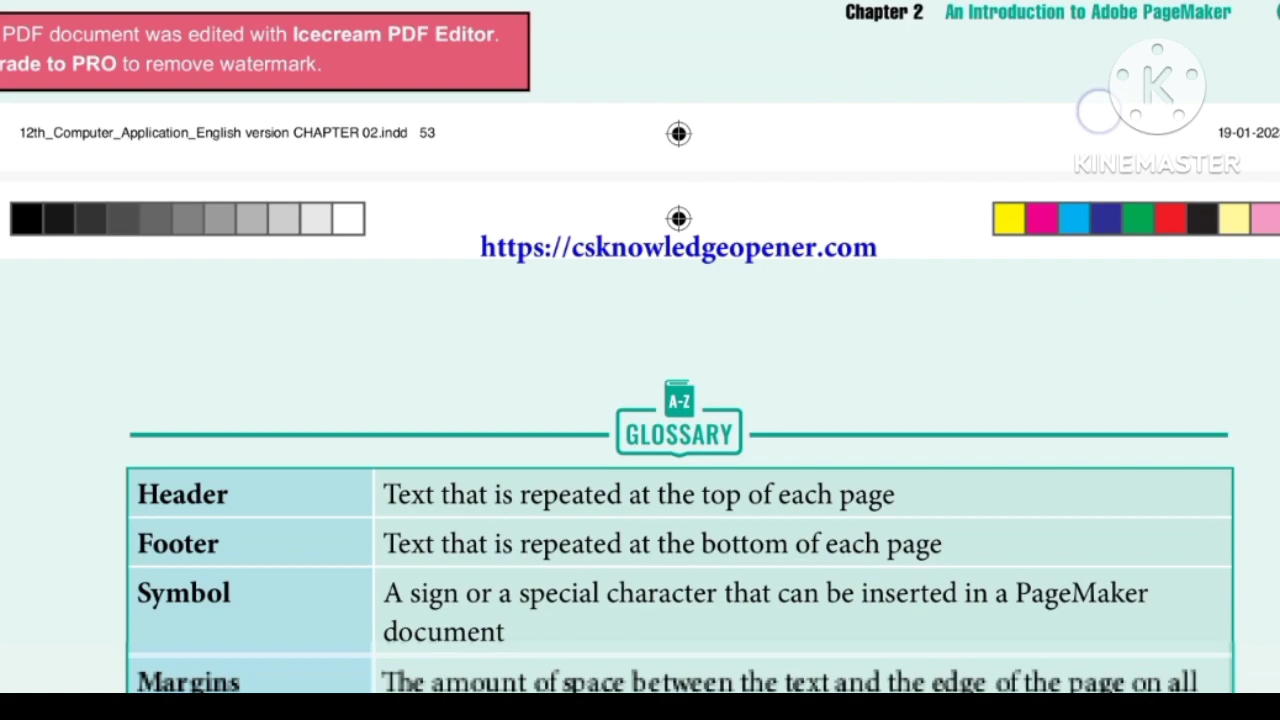 Chapter 2 An Introduction to Adobe PageMaker
PDF document was edited with Icecream PDF Editor.
rade to PRO to remove watermark.
K
KINEMASTER
12th_Computer_Application_English version CHAPTER 02.indd 53
19-01-202
https://csknowledgeopener.com
A-Z
GLOSSARY
Header Text that is repeated at the top of each page
Footer Text that is repeated at the bottom of each page
Symbol A sign or a special character that can be inserted in a PageMaker
document
Margins The amount of space between the text and the edge of the page on all